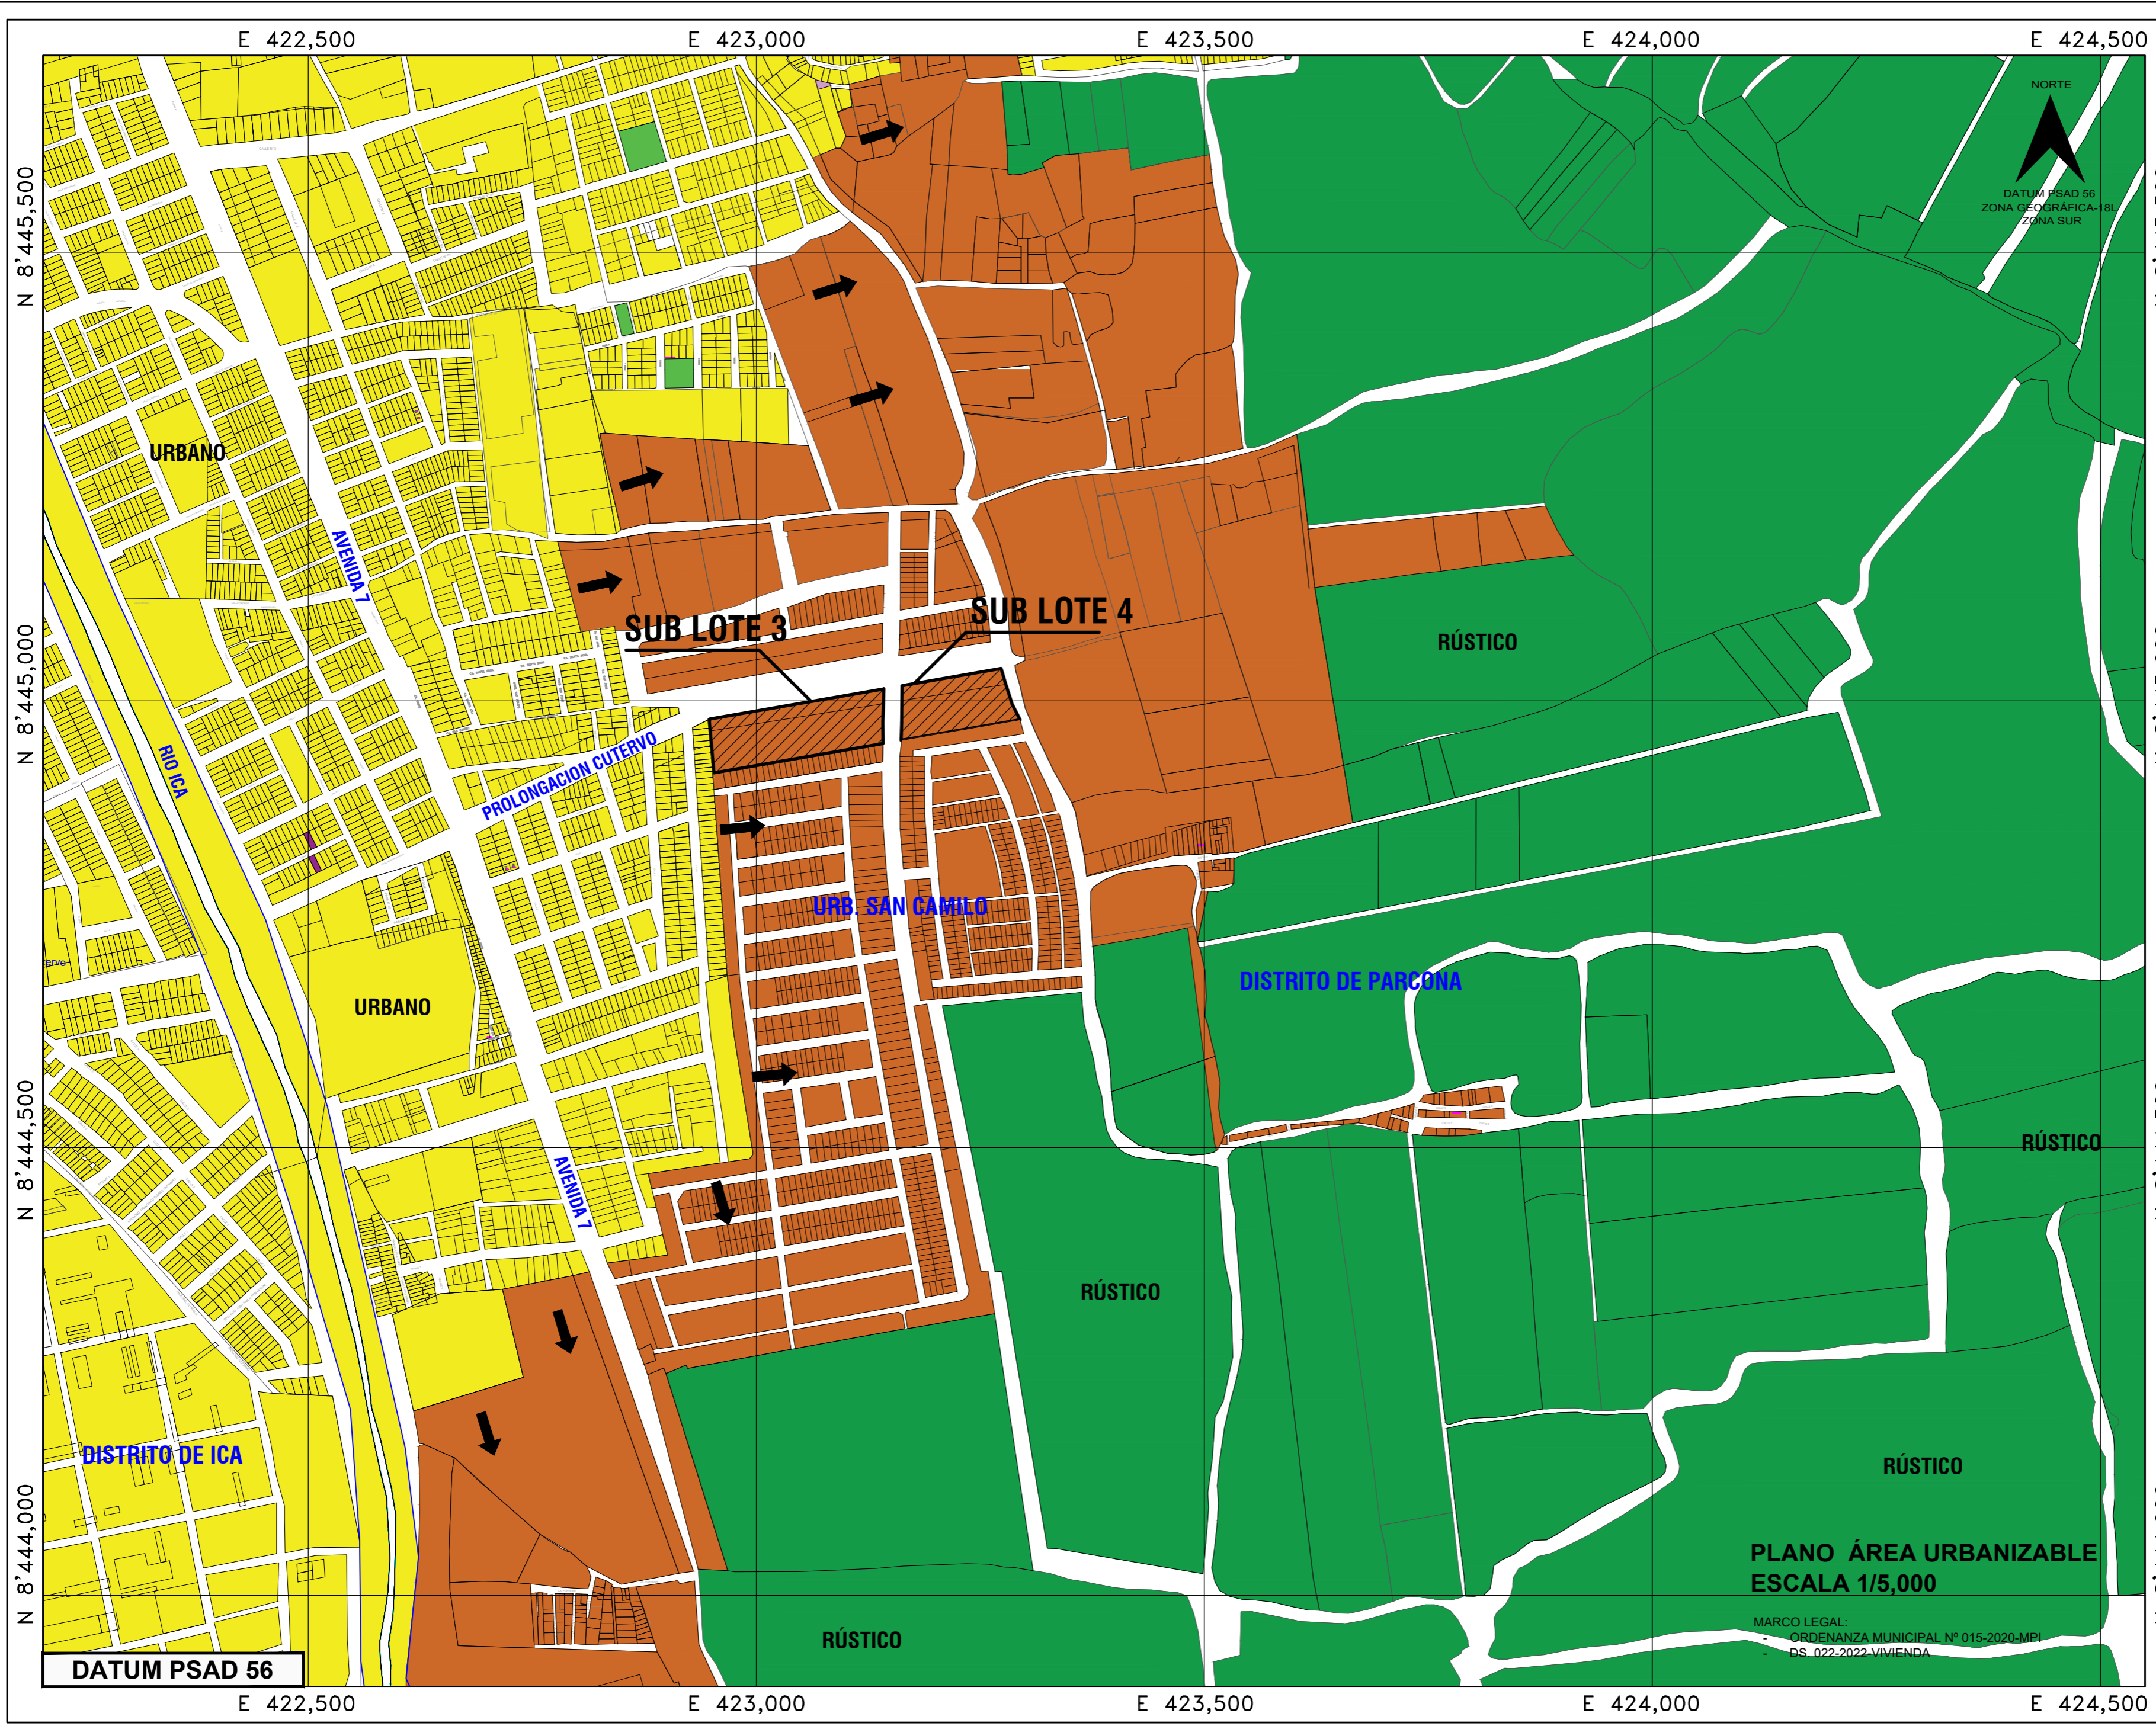 E 422,500
E 423,000
E 423,500
E 424,000
E 424,500
NORTE
DATUM PSAD 56
ZONA GEOGRÁFICA-18L
ZONA SUR
N 8'445,500
URBANO
AVENIDA 7
SUB LOTE 3
SUB LOTE 4
RÚSTICO
N 8'445,000
RIO ICA
PROLONGACION CUTERVO
URB. SAN CAMILO
DISTRITO DE PARCONA
URBANO
N 8'444,500
RÚSTICO
AVENIDA 7
RÚSTICO
DISTRITO DE ICA
RÚSTICO
N 8'444,000
PLANO ÁREA URBANIZABLE
ESCALA 1/5,000
MARCO LEGAL:
- ORDENANZA MUNICIPAL Nº 015-2020-MPI
- DS. 022-2022-VIVIENDA
RÚSTICO
DATUM PSAD 56
E 422,500
E 423,000
E 423,500
E 424,000
E 424,500